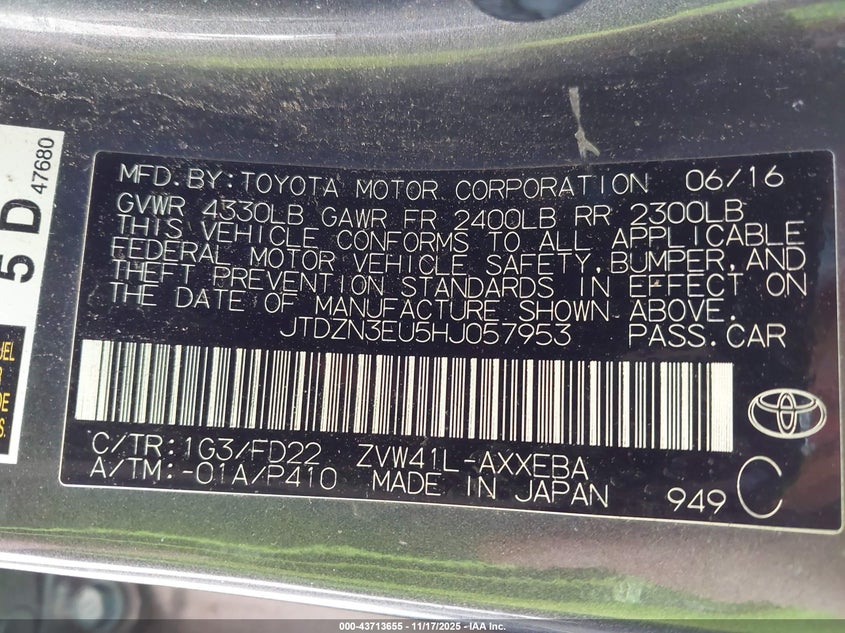 MFD.BY:TOYOTA MOTOR CORPORATION 06/16
GVWR 4330LB GAWR FR 2400LB RR 2300LB
THIS VEHICLE CONFORMS TO ALL APPLICABLE
FEDERAL MOTOR VEHICLE SAFETY,BUMPER,AND
THEFT PREVENTION STANDARDS IN EFFECT ON
THE DATE OF MANUFACTURE SHOWN ABOVE.
JTDZN3EU5HJ057953 PASS.CAR
C/TR:1G3/FD22 ZVW41L-AXXEBA
A/TM:-01A/P410 MADE IN JAPAN 949 C
5 D 47680
000-43713655 - 11/17/2025 - IAA Inc.